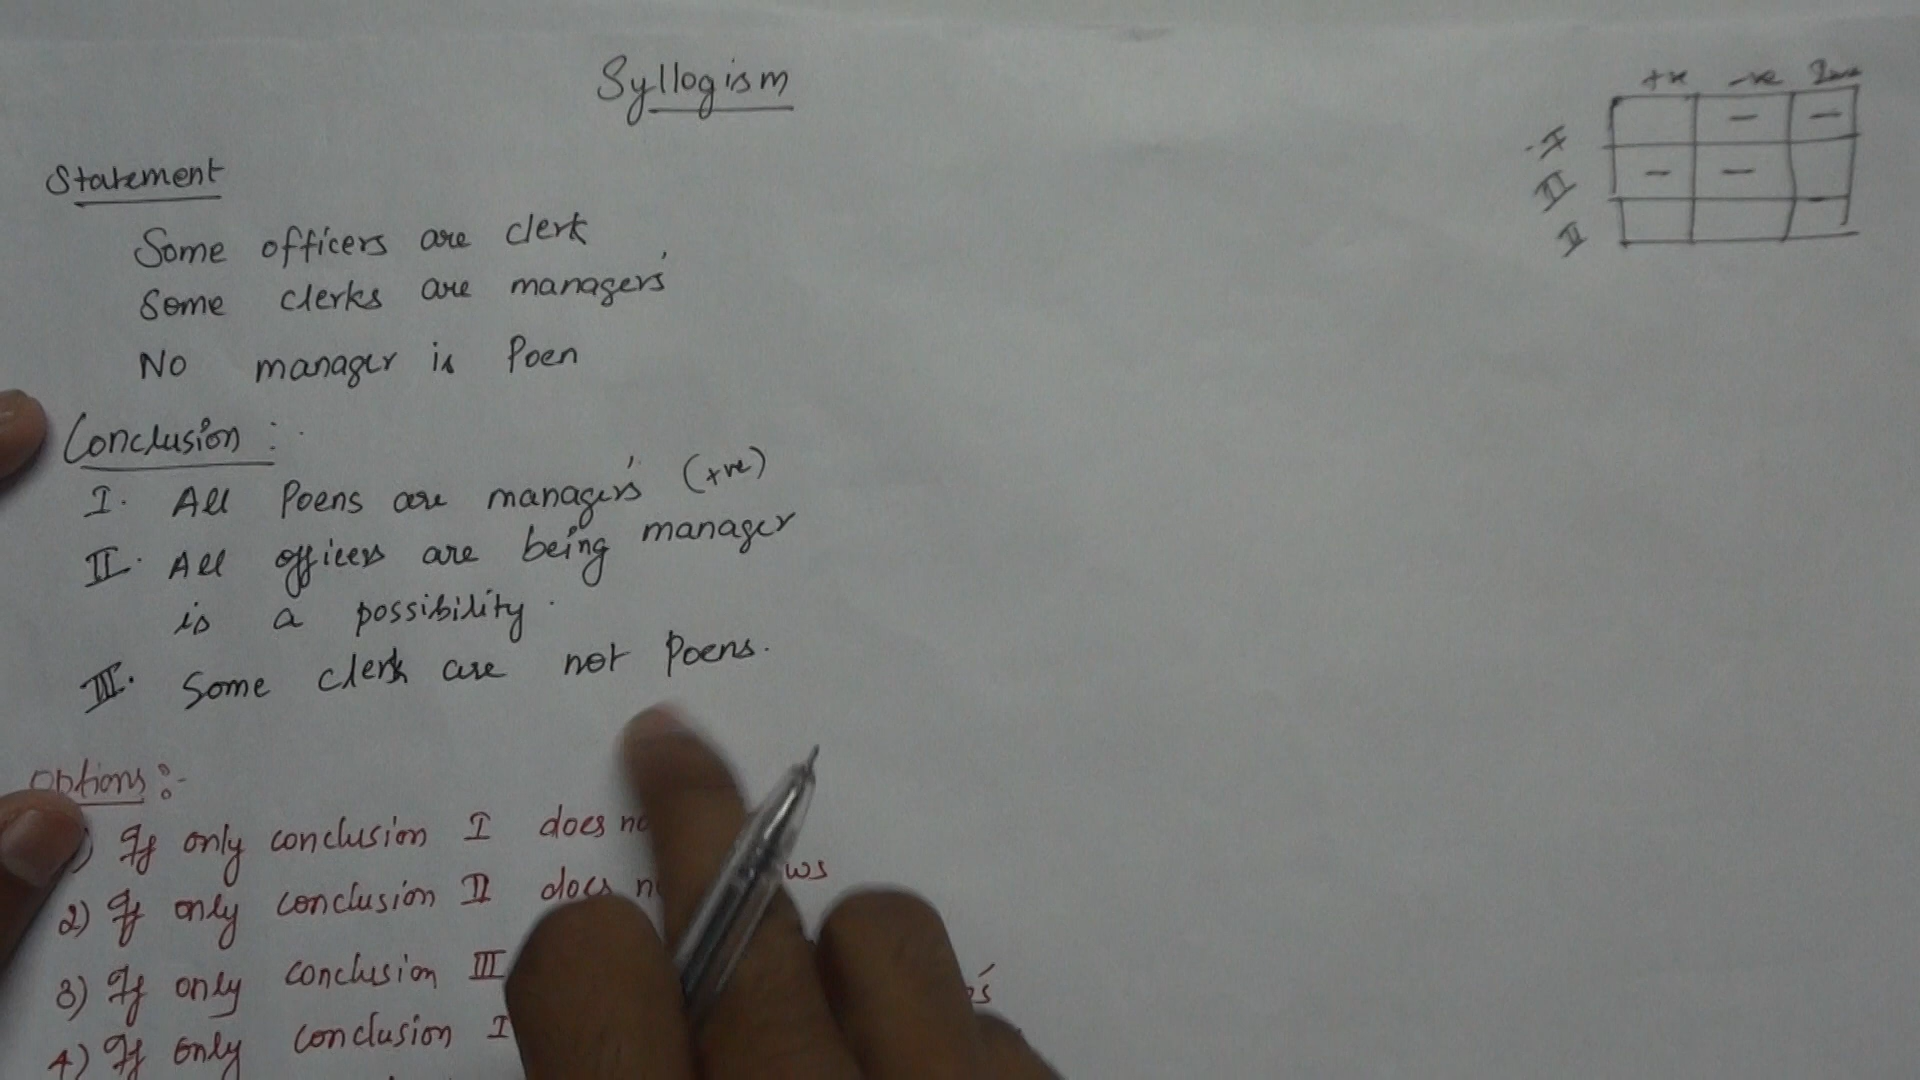 Syllogism
+ve -ve
I
II
II
Statement
Some officers are clerk
Some clerks are managers
No manager is Poen
Conclusion :
I. All Poens are managers (+ve)
II. All officers are being manager
is a possibility.
III. Some clerk are not Poens.
Options :-
) If only conclusion I does
2) If only conclusion II does
3) If only conclusion III
4) If only conclusion I